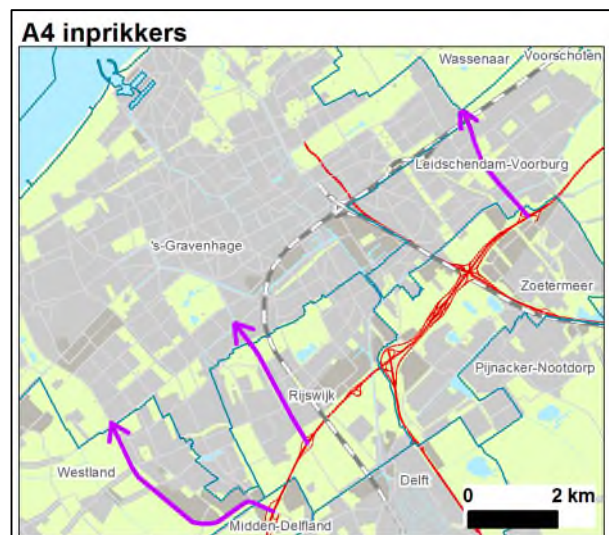 A4 inprikkers
Wassenaar
Voorschoten
Leidschendam-Voorburg
's-Gravenhage
Zoetermeer
Pijnacker-Nootdorp
Rijswijk
Westland
Delft
Midden-Delfland
0 2 km